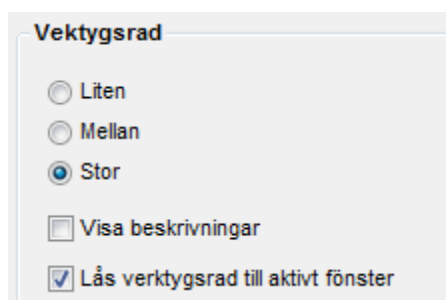 Vektygsrad
Liten
Mellan
Stor
Visa beskrivningar
Lås verktygsrad till aktivt fönster